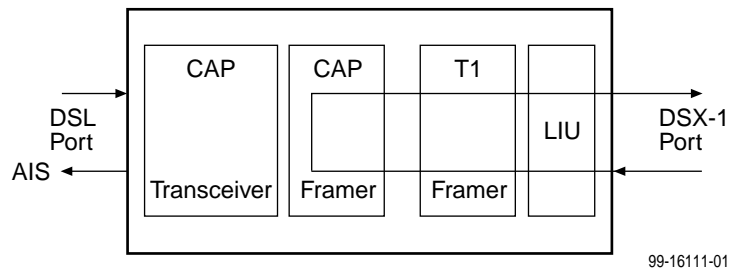 CAP
CAP
T1
DSL
Port
LIU
DSX-1
Port
AIS
Transceiver
Framer
Framer
99-16111-01